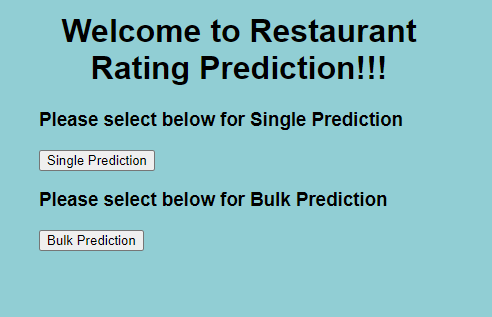 Welcome to Restaurant
Rating Prediction!!!
Please select below for Single Prediction
Single Prediction
Please select below for Bulk Prediction
Bulk Prediction